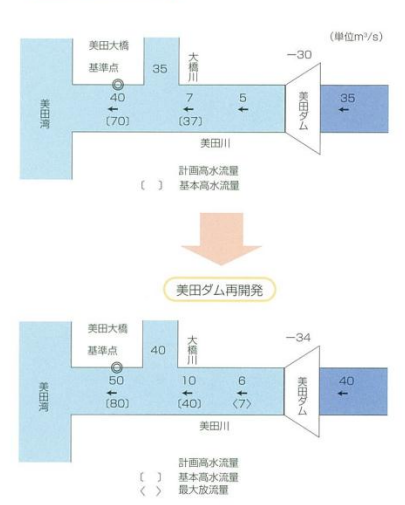 (単位m³/s)
美田大橋
基準点
35
大橋川
-30
美田湾
40
7
5
美田ダム
35
[70]
[37]
美田川
計画高水流量
[ ] 基本高水流量
美田ダム再開発
美田大橋
基準点
40
大橋川
-34
美田湾
50
10
6
美田ダム
40
[80]
[40]
〈7〉
美田川
計画高水流量
[ ] 基本高水流量
〈 〉 最大放流量